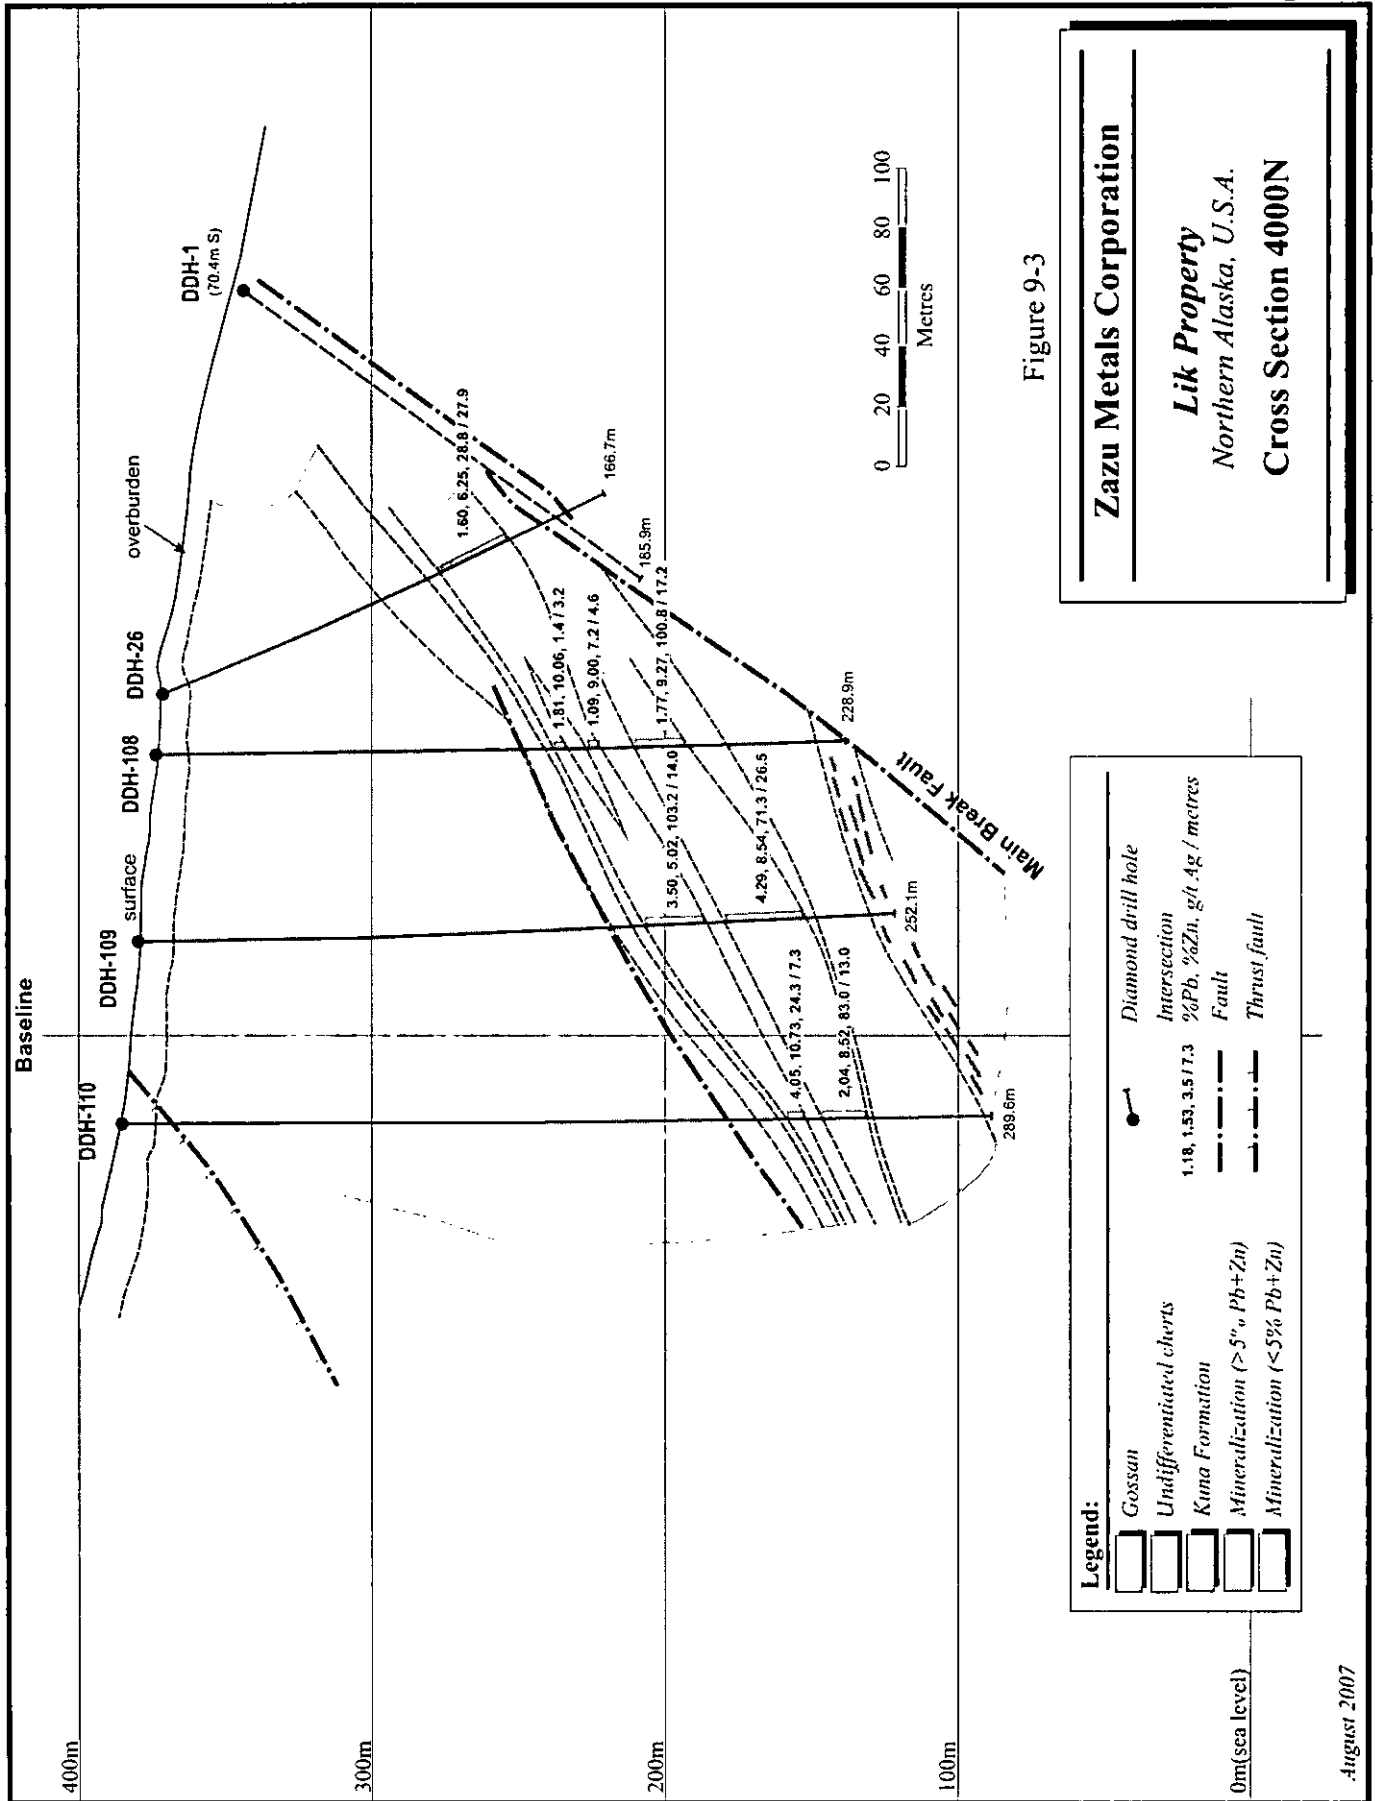 Baseline
400m
300m
200m
100m
0m(sea level)
DDH-110
DDH-109
surface
DDH-108
DDH-26
overburden
DDH-1
(70.4m S)
1.60, 6.25, 28.8 / 27.9
166.7m
185.9m
1.81, 10.06, 1.4 / 3.2
1.09, 9.00, 7.2 / 4.6
1.77, 9.27, 100.8 / 17.2
228.9m
3.50, 5.02, 103.2 / 14.0
4.29, 8.54, 71.3 / 26.5
252.1m
4.05, 10.73, 24.3 / 7.3
2.04, 8.52, 83.0 / 13.0
289.6m
Main Break Fault
0 20 40 60 80 100
Metres
Figure 9-3
Zazu Metals Corporation
Lik Property
Northern Alaska, U.S.A.
Cross Section 4000N
Legend:
Gossan
Undifferentiated cherts
Kuna Formation
Mineralization (>5% Pb+Zn)
Mineralization (<5% Pb+Zn)
Diamond drill hole
Intersection
1.18, 1.53, 3.5 / 7.3 %Pb, %Zn, g/t Ag / metres
Fault
Thrust fault
August 2007